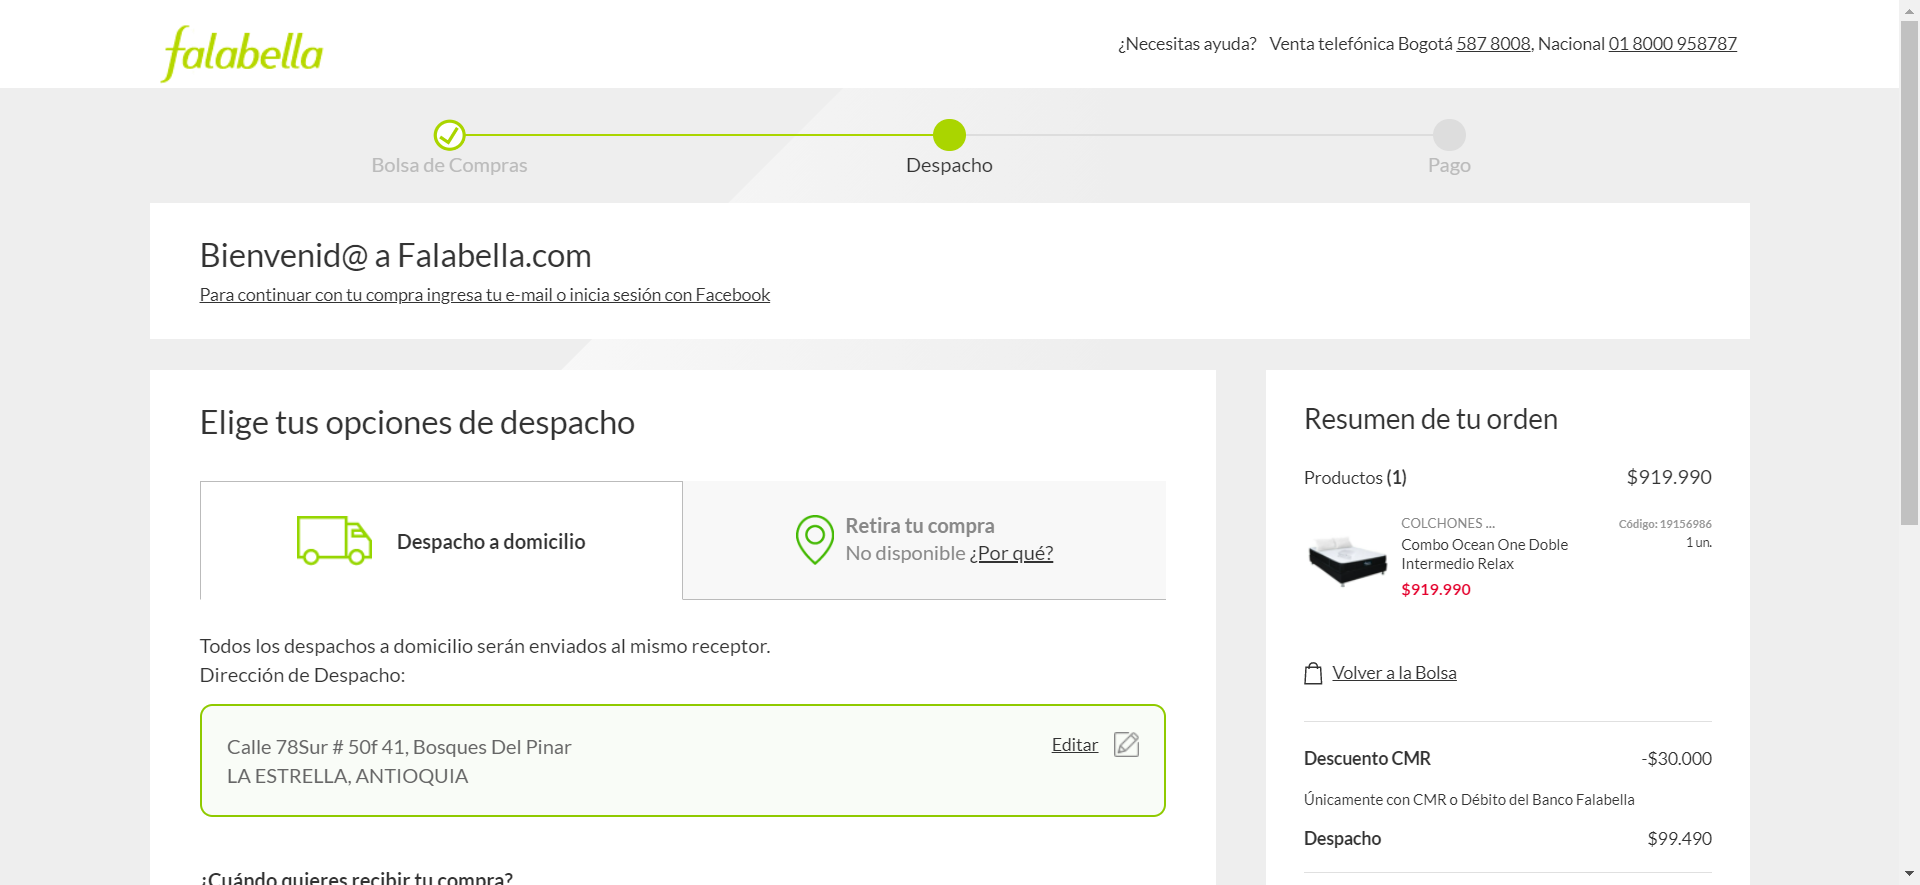 falabella
¿Necesitas ayuda? Venta telefónica Bogotá 587 8008, Nacional 01 8000 958787
Bolsa de Compras
Despacho
Pago
Bienvenid@ a Falabella.com
Para continuar con tu compra ingresa tu e-mail o inicia sesión con Facebook
Elige tus opciones de despacho
Despacho a domicilio
Retira tu compra
No disponible ¿Por qué?
Todos los despachos a domicilio serán enviados al mismo receptor.
Dirección de Despacho:
Calle 78Sur # 50f 41, Bosques Del Pinar
LA ESTRELLA, ANTIOQUIA
Editar
¿Cuándo quieres recibir tu compra?
Resumen de tu orden
Productos (1) $919.990
COLCHONES ... Código: 19156986
Combo Ocean One Doble 1 un.
Intermedio Relax
$919.990
Volver a la Bolsa
Descuento CMR -$30.000
Únicamente con CMR o Débito del Banco Falabella
Despacho $99.490